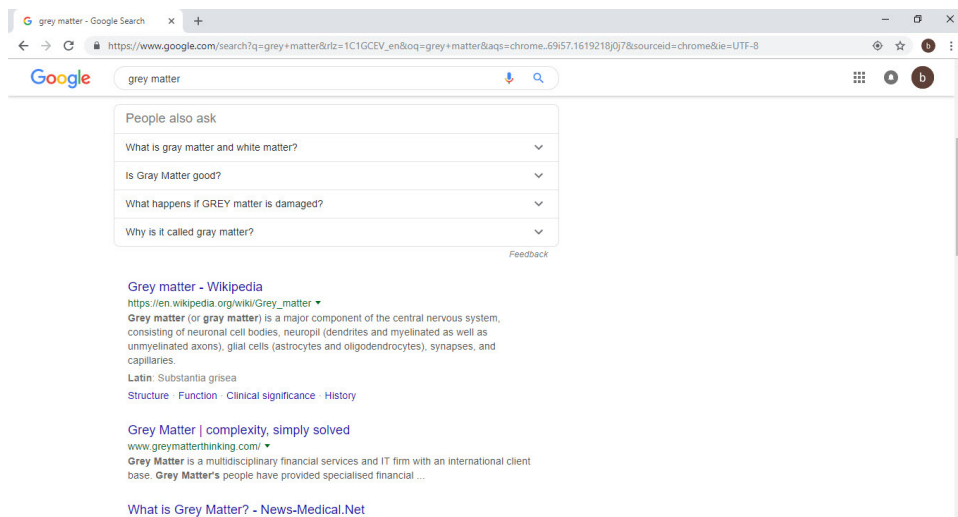 grey matter - Google Search
https://www.google.com/search?q=grey+matter&rlz=1C1GCEV_en&oq=grey+matter&aqs=chrome..69i57.1619218j0j7&sourceid=chrome&ie=UTF-8
b
Google
grey matter
b
People also ask
What is gray matter and white matter?
Is Gray Matter good?
What happens if GREY matter is damaged?
Why is it called gray matter?
Feedback
Grey matter - Wikipedia
https://en.wikipedia.org/wiki/Grey_matter
Grey matter (or gray matter) is a major component of the central nervous system,
consisting of neuronal cell bodies, neuropil (dendrites and myelinated as well as
unmyelinated axons), glial cells (astrocytes and oligodendrocytes), synapses, and
capillaries.
Latin: Substantia grisea
Structure · Function · Clinical significance · History
Grey Matter | complexity, simply solved
www.greymatterthinking.com/
Grey Matter is a multidisciplinary financial services and IT firm with an international client
base. Grey Matter's people have provided specialised financial ...
What is Grey Matter? - News-Medical.Net